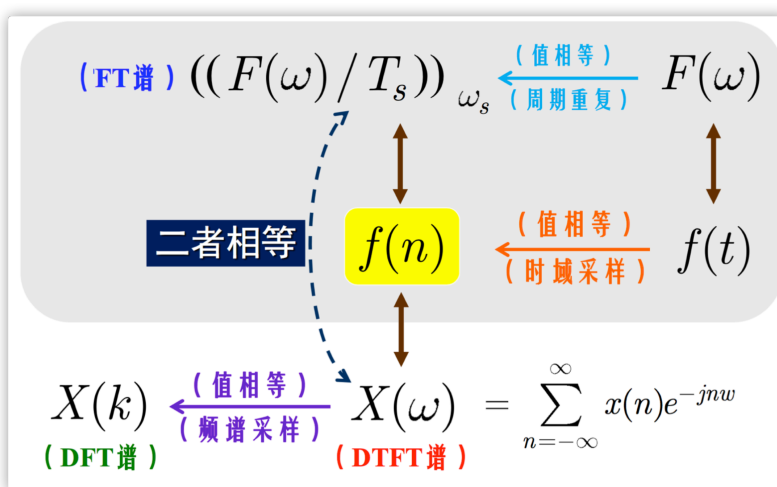 (FT谱) ((F(ω)/T_s))_{ω_s} (值相等) F(ω)
(周期重复)
二者相等 f(n) (值相等) f(t)
(时域采样)
X(k) (值相等) X(ω) = \sum_{n=-∞}^{∞} x(n)e^{-jnw}
(频谱采样)
(DFT谱) (DTFT谱)